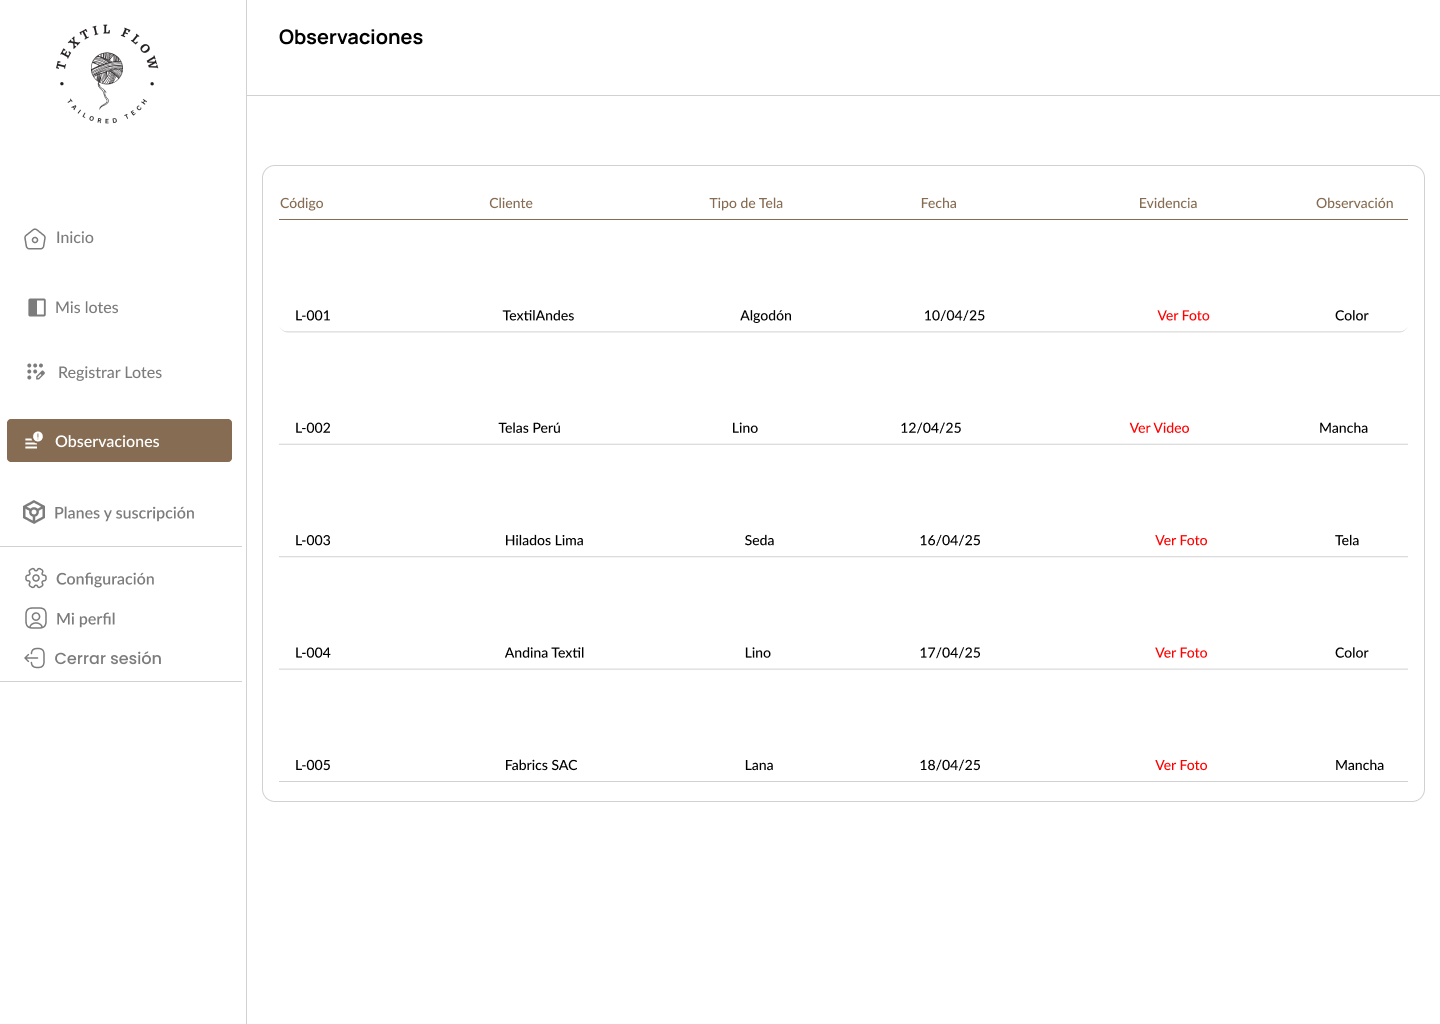 TEXTIL FLOW
TAILORED TECH
Inicio
Mis lotes
Registrar Lotes
Observaciones
Planes y suscripción
Configuración
Mi perfil
Cerrar sesión
Observaciones
Código Cliente Tipo de Tela Fecha Evidencia Observación
L-001 TextilAndes Algodón 10/04/25 Ver Foto Color
L-002 Telas Perú Lino 12/04/25 Ver Video Mancha
L-003 Hilados Lima Seda 16/04/25 Ver Foto Tela
L-004 Andina Textil Lino 17/04/25 Ver Foto Color
L-005 Fabrics SAC Lana 18/04/25 Ver Foto Mancha